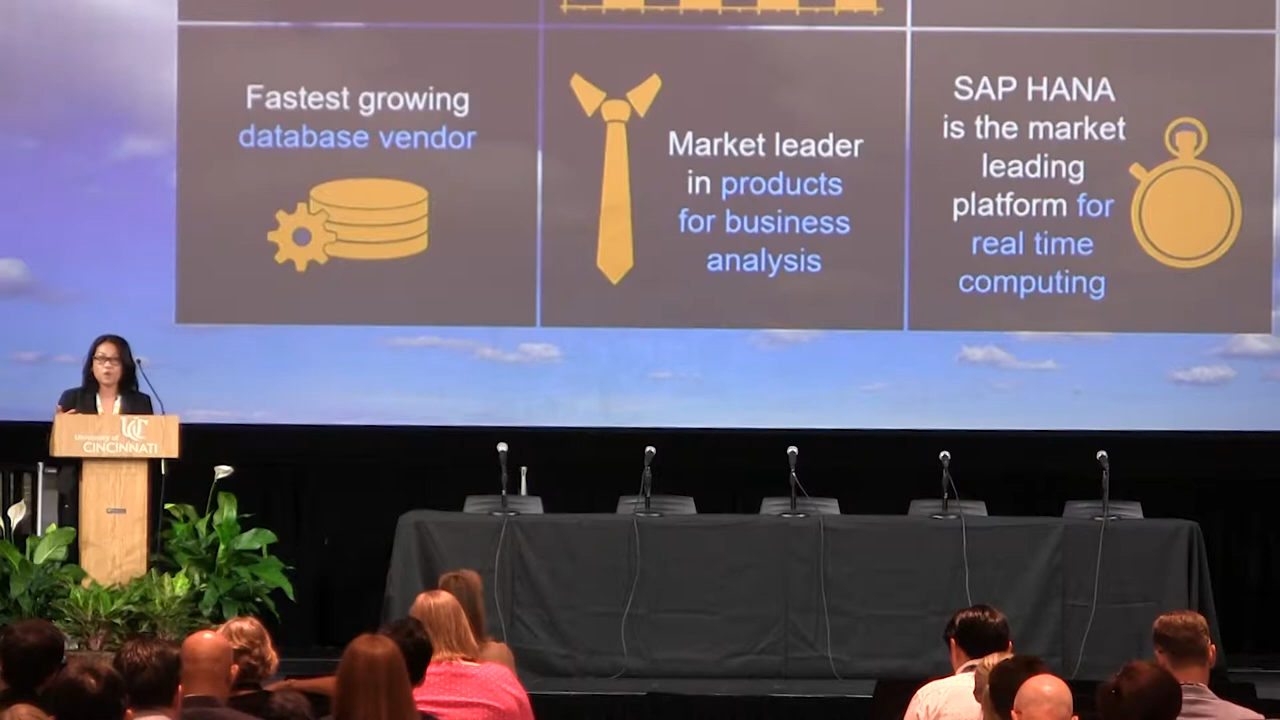 Fastest growing
database vendor
Market leader
in products
for business
analysis
SAP HANA
is the market
leading
platform for
real time
computing
UC
University of
CINCINNATI